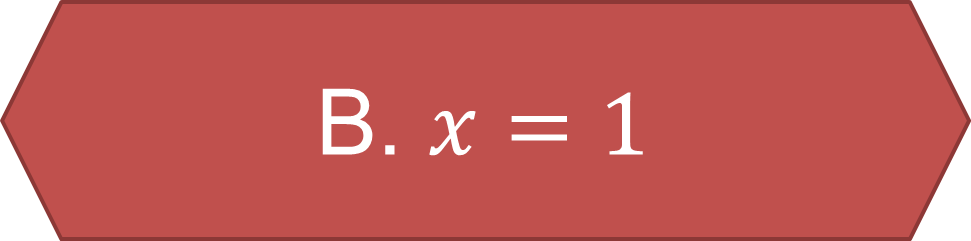 B. x = 1